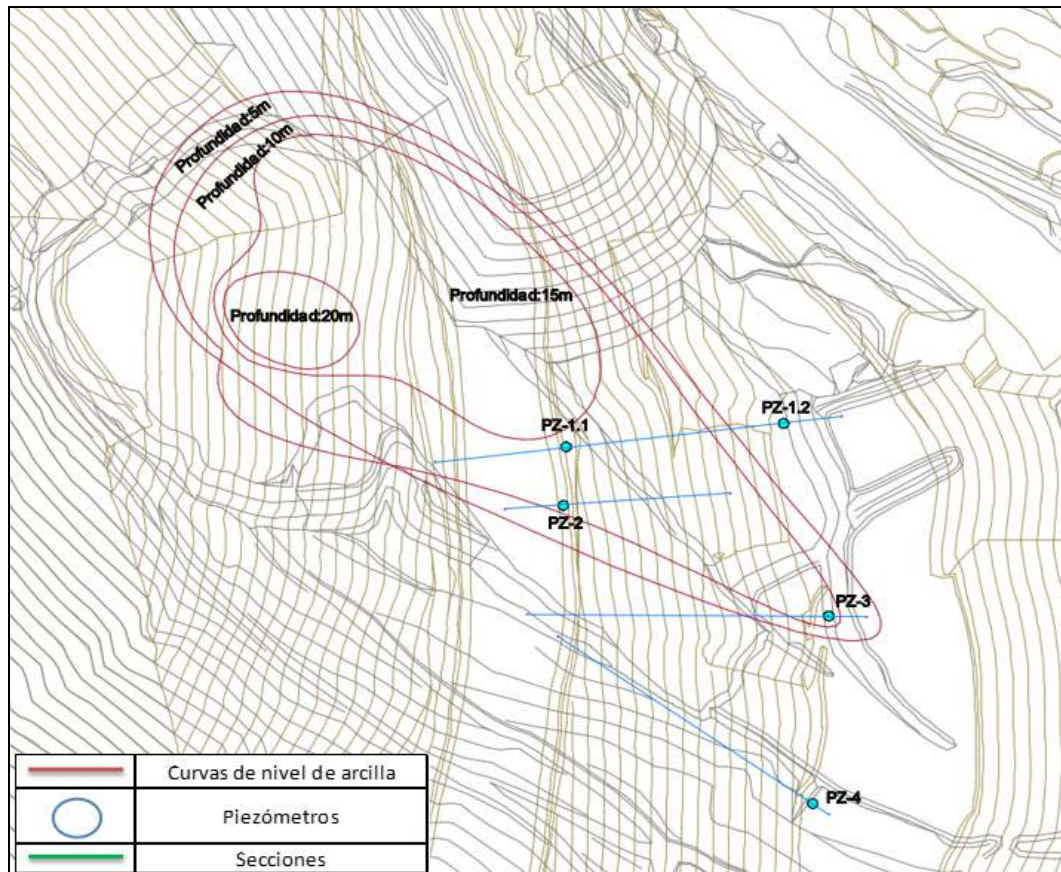 Profundidad:5m
Profundidad:10m
Profundidad:15m
Profundidad:20m
PZ-1.2
PZ-1.1
PZ-2
PZ-3
PZ-4
Curvas de nivel de arcilla
Piezómetros
Secciones